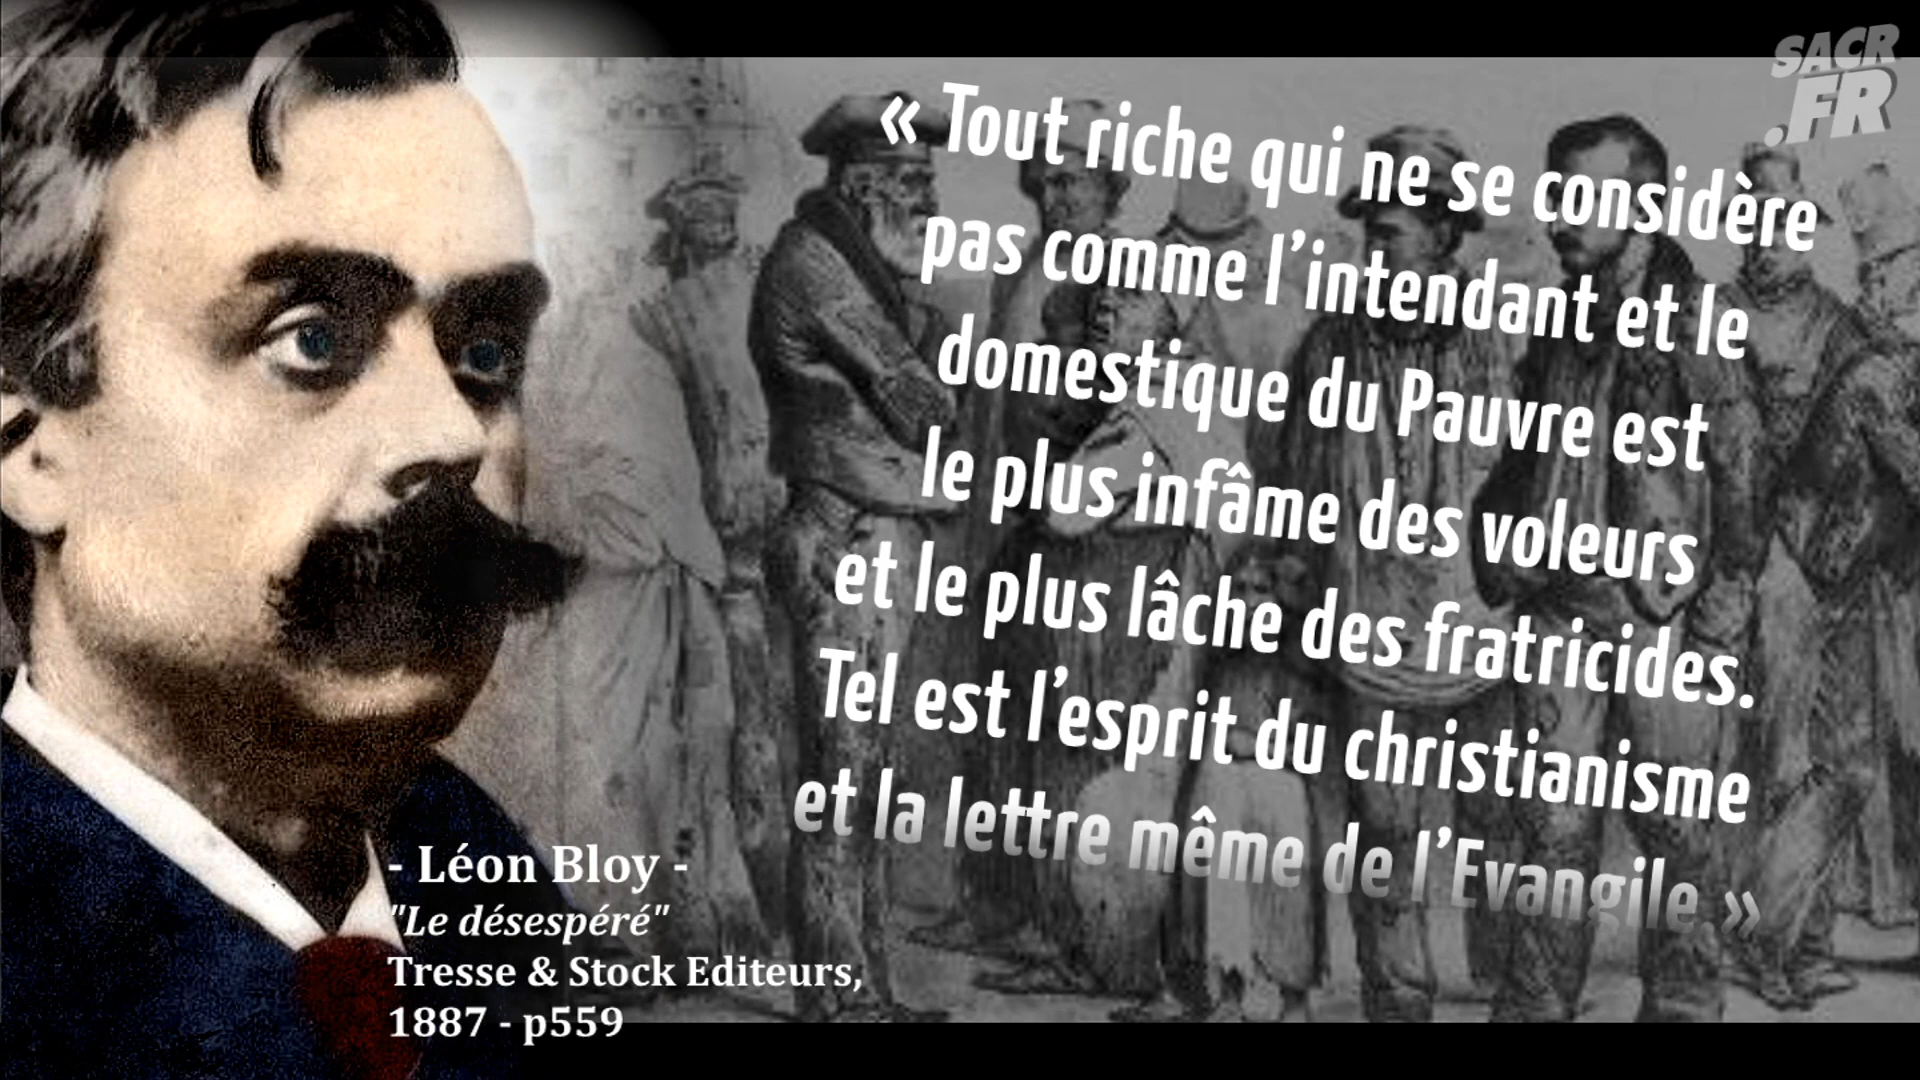 SACR
.FR
« Tout riche qui ne se considère
pas comme l'intendant et le
domestique du Pauvre est
le plus infâme des voleurs
et le plus lâche des fratricides.
Tel est l'esprit du christianisme
et la lettre même de l'Evangile. »
- Léon Bloy -
"Le désespéré"
Tresse & Stock Editeurs,
1887 - p559